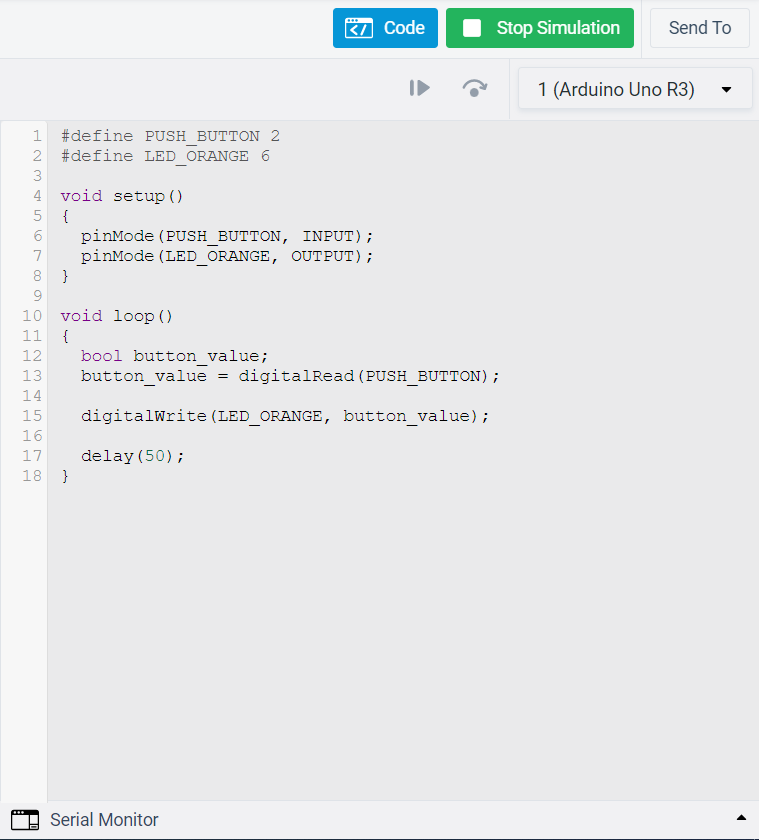 Code Stop Simulation Send To
1 (Arduino Uno R3)
1 #define PUSH_BUTTON 2
2 #define LED_ORANGE 6
3
4 void setup()
5 {
6   pinMode(PUSH_BUTTON, INPUT);
7   pinMode(LED_ORANGE, OUTPUT);
8 }
9
10 void loop()
11 {
12   bool button_value;
13   button_value = digitalRead(PUSH_BUTTON);
14
15   digitalWrite(LED_ORANGE, button_value);
16
17   delay(50);
18 }
Serial Monitor